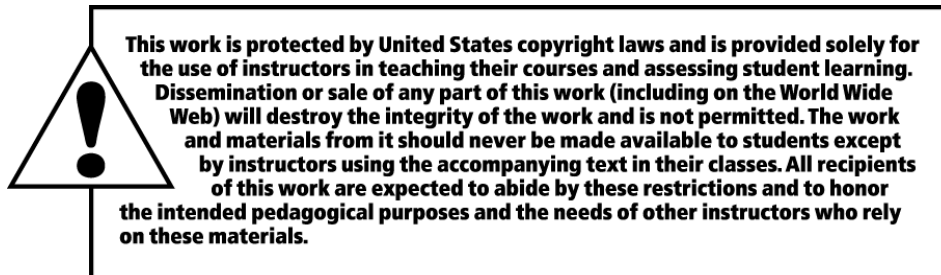 This work is protected by United States copyright laws and is provided solely for
the use of instructors in teaching their courses and assessing student learning.
Dissemination or sale of any part of this work (including on the World Wide
Web) will destroy the integrity of the work and is not permitted. The work
and materials from it should never be made available to students except
by instructors using the accompanying text in their classes. All recipients
of this work are expected to abide by these restrictions and to honor
the intended pedagogical purposes and the needs of other instructors who rely
on these materials.